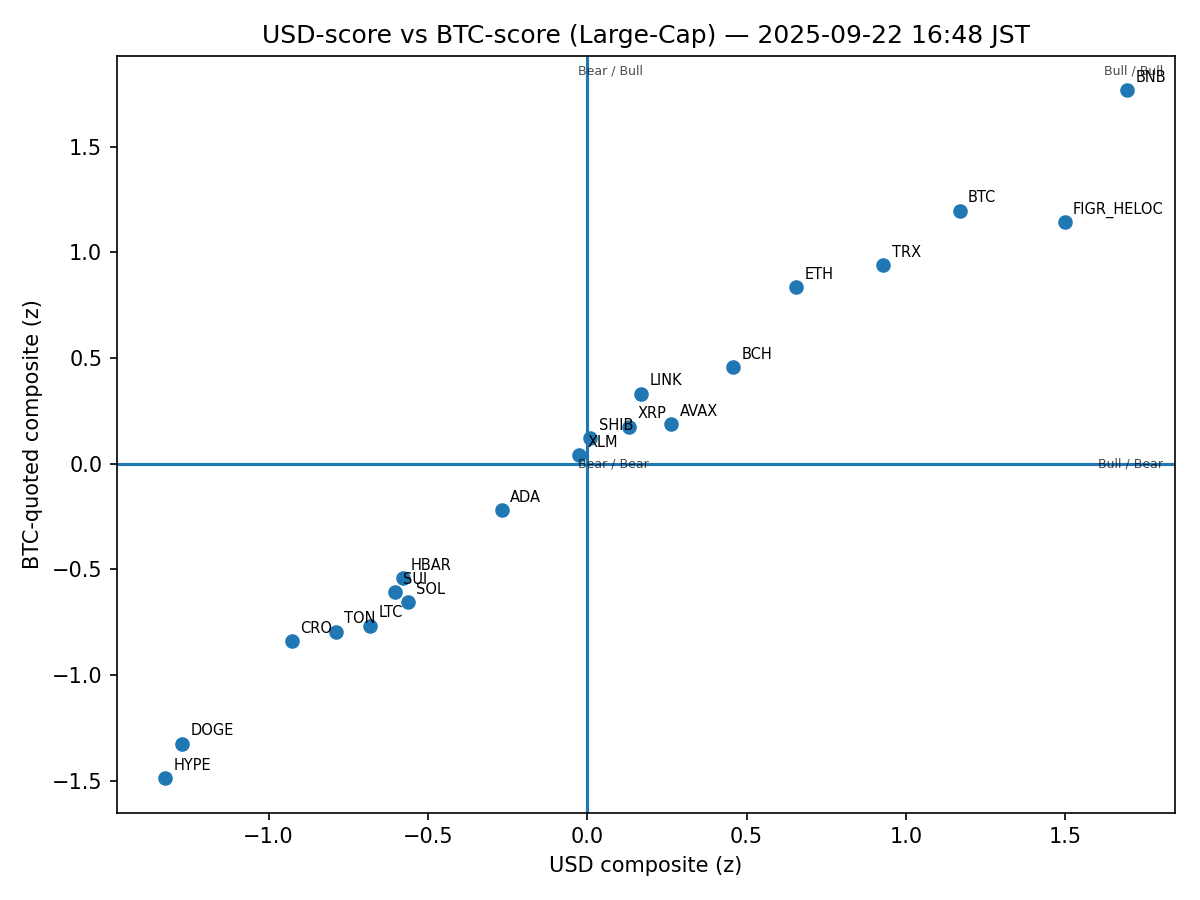 USD-score vs BTC-score (Large-Cap) — 2025-09-22 16:48 JST
Bear / Bull
Bull / Bull
BNB
1.5
BTC
FIGR_HELOC
1.0
TRX
ETH
0.5
BCH
LINK
XRP
AVAX
SHIB
XLM
0.0
Bear / Bear
Bull / Bear
ADA
−0.5
HBAR
SUI
SOL
LTC
TON
CRO
−1.0
DOGE
HYPE
−1.5
−1.0
−0.5
0.0
0.5
1.0
1.5
USD composite (z)
BTC-quoted composite (z)